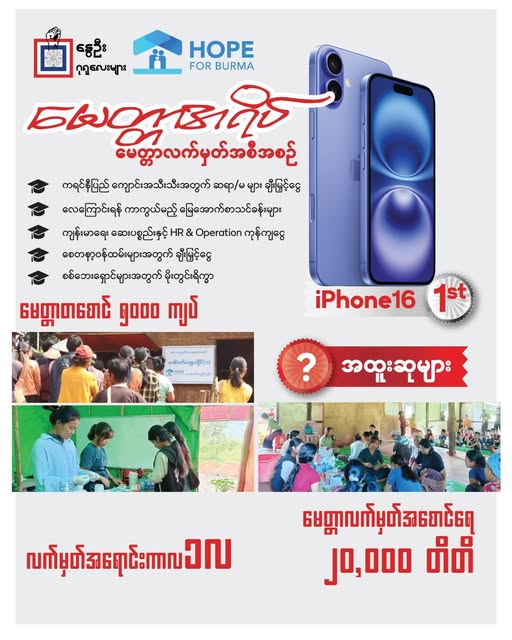 နွေဦး
ဂုရုလေးများ
HOPE
FOR BURMA
မေတ္တာအရိပ်
မေတ္တာလက်မှတ်အစီအစဉ်
ကရင်နီပြည် ကျောင်းအသီးသီးအတွက် ဆရာ/မ များ ချီးမြှင့်ငွေ
လေကြောင်းရန် ကာကွယ်မည့် မြေအောက်စာသင်ခန်းများ
ကျန်းမာရေး ဆေးပစ္စည်းနှင့် HR & Operation ကုန်ကျငွေ
စေတနာ့ဝန်ထမ်းများအတွက် ချီးမြှင့်ငွေ
စစ်ဘေးရှောင်များအတွက် မိုးတွင်းရိက္ခာ
မေတ္တာတစောင် ၅၀၀၀ ကျပ်
iPhone16 1st
? အထူးဆုများ
HOPE
မေတ္တာလက်မှတ်အစောင်ရေ
၂၀,၀၀၀ တိတိ
လက်မှတ်အရောင်းကာလ ၁လ